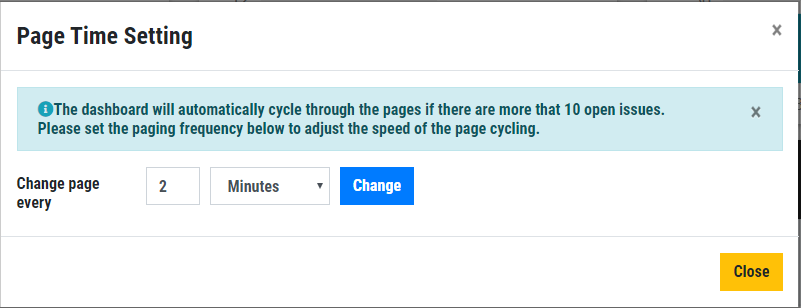 Page Time Setting
×
The dashboard will automatically cycle through the pages if there are more that 10 open issues.
×
Please set the paging frequency below to adjust the speed of the page cycling.
Change page
every
2
Minutes
Change
Close